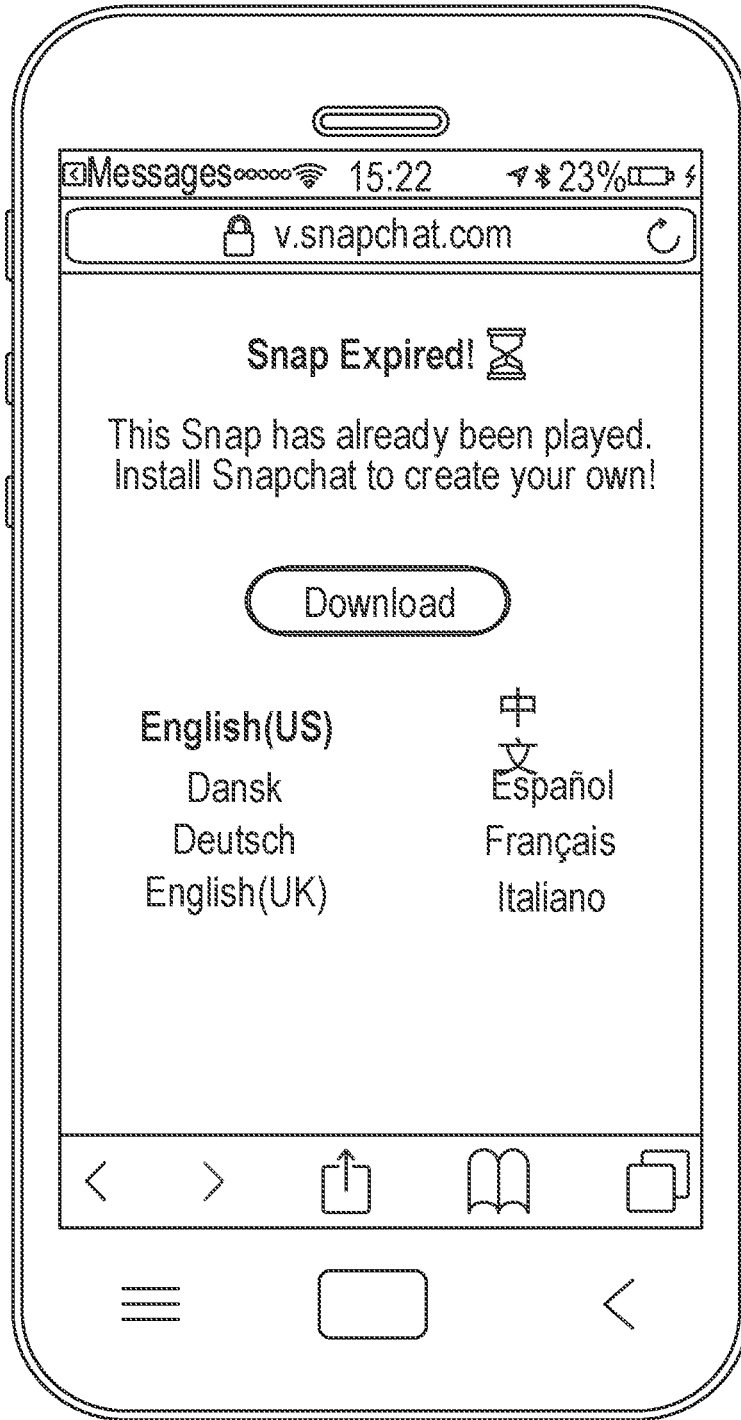 Messages 15:22 23%
v.snapchat.com
Snap Expired!
This Snap has already been played.
Install Snapchat to create your own!
Download
English(US)
中
文
Dansk
Español
Deutsch
Français
English(UK)
Italiano